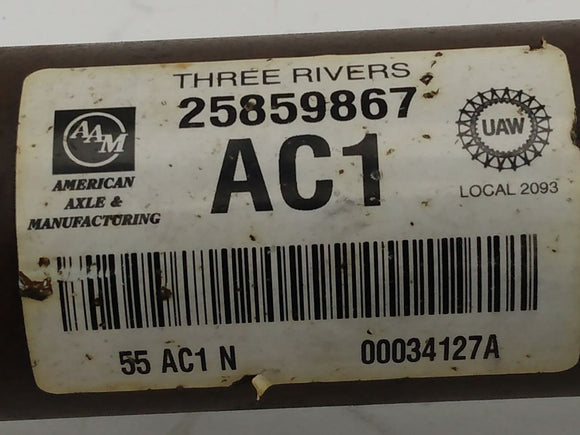 THREE RIVERS
25859867
AC1
AAM
AMERICAN
AXLE &
MANUFACTURING
UAW
LOCAL 2093
55 AC1 N
00034127A